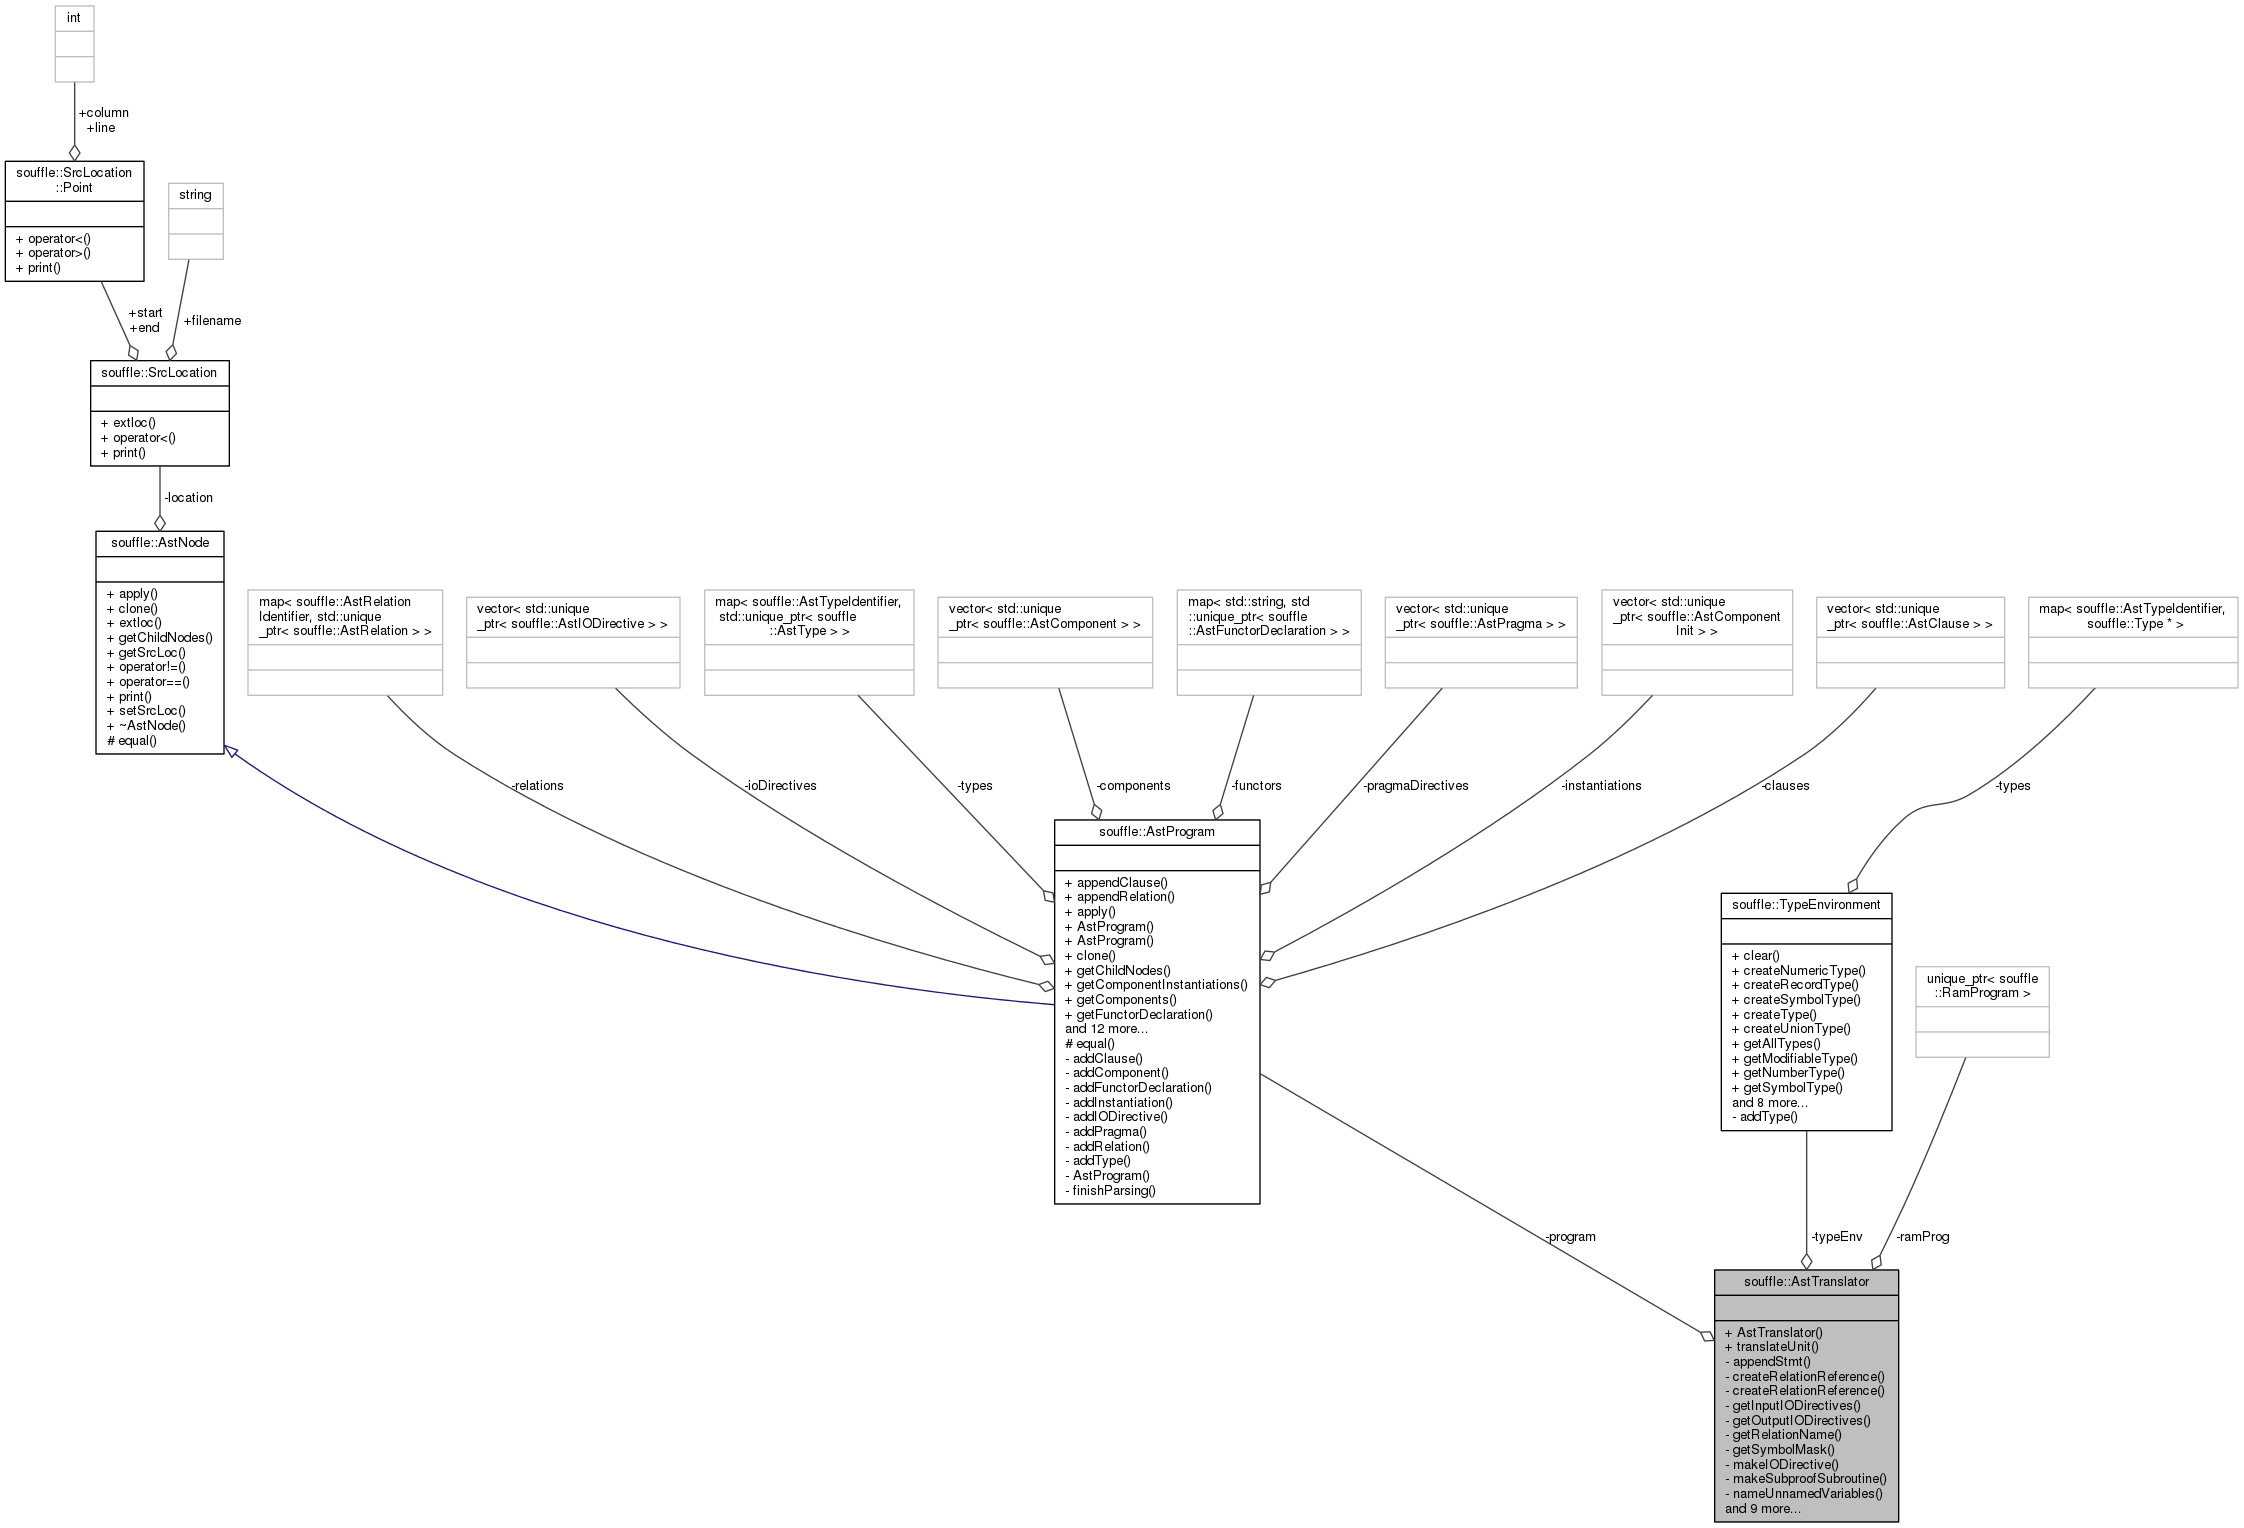 int
+column
+line
souffle::SrcLocation
::Point
+ operator<()
+ operator>()
+ print()
string
+start
+end
+filename
souffle::SrcLocation
+ extloc()
+ operator<()
+ print()
-location
souffle::AstNode
+ apply()
+ clone()
+ extloc()
+ getChildNodes()
+ getSrcLoc()
+ operator!=()
+ operator==()
+ print()
+ setSrcLoc()
+ ~AstNode()
# equal()
map< souffle::AstRelation
Identifier, std::unique
_ptr< souffle::AstRelation > >
vector< std::unique
_ptr< souffle::AstIODirective > >
map< souffle::AstTypeIdentifier,
std::unique_ptr< souffle
::AstType > >
vector< std::unique
_ptr< souffle::AstComponent > >
map< std::string, std
::unique_ptr< souffle
::AstFunctorDeclaration > >
vector< std::unique
_ptr< souffle::AstPragma > >
vector< std::unique
_ptr< souffle::AstComponent
Init > >
vector< std::unique
_ptr< souffle::AstClause > >
map< souffle::AstTypeIdentifier,
souffle::Type * >
-relations
-ioDirectives
-types
-components
-functors
-pragmaDirectives
-instantiations
-clauses
-types
souffle::AstProgram
+ appendClause()
+ appendRelation()
+ apply()
+ AstProgram()
+ AstProgram()
+ clone()
+ getChildNodes()
+ getComponentInstantiations()
+ getComponents()
+ getFunctorDeclaration()
and 12 more...
# equal()
- addClause()
- addComponent()
- addFunctorDeclaration()
- addInstantiation()
- addIODirective()
- addPragma()
- addRelation()
- addType()
- AstProgram()
- finishParsing()
souffle::TypeEnvironment
+ clear()
+ createNumericType()
+ createRecordType()
+ createSymbolType()
+ createType()
+ createUnionType()
+ getAllTypes()
+ getModifiableType()
+ getNumberType()
+ getSymbolType()
and 8 more...
- addType()
unique_ptr< souffle
::RamProgram >
-program
-typeEnv
-ramProg
souffle::AstTranslator
+ AstTranslator()
+ translateUnit()
- appendStmt()
- createRelationReference()
- createRelationReference()
- getInputIODirectives()
- getOutputIODirectives()
- getRelationName()
- getSymbolMask()
- makeIODirective()
- makeSubproofSubroutine()
- nameUnnamedVariables()
and 9 more...